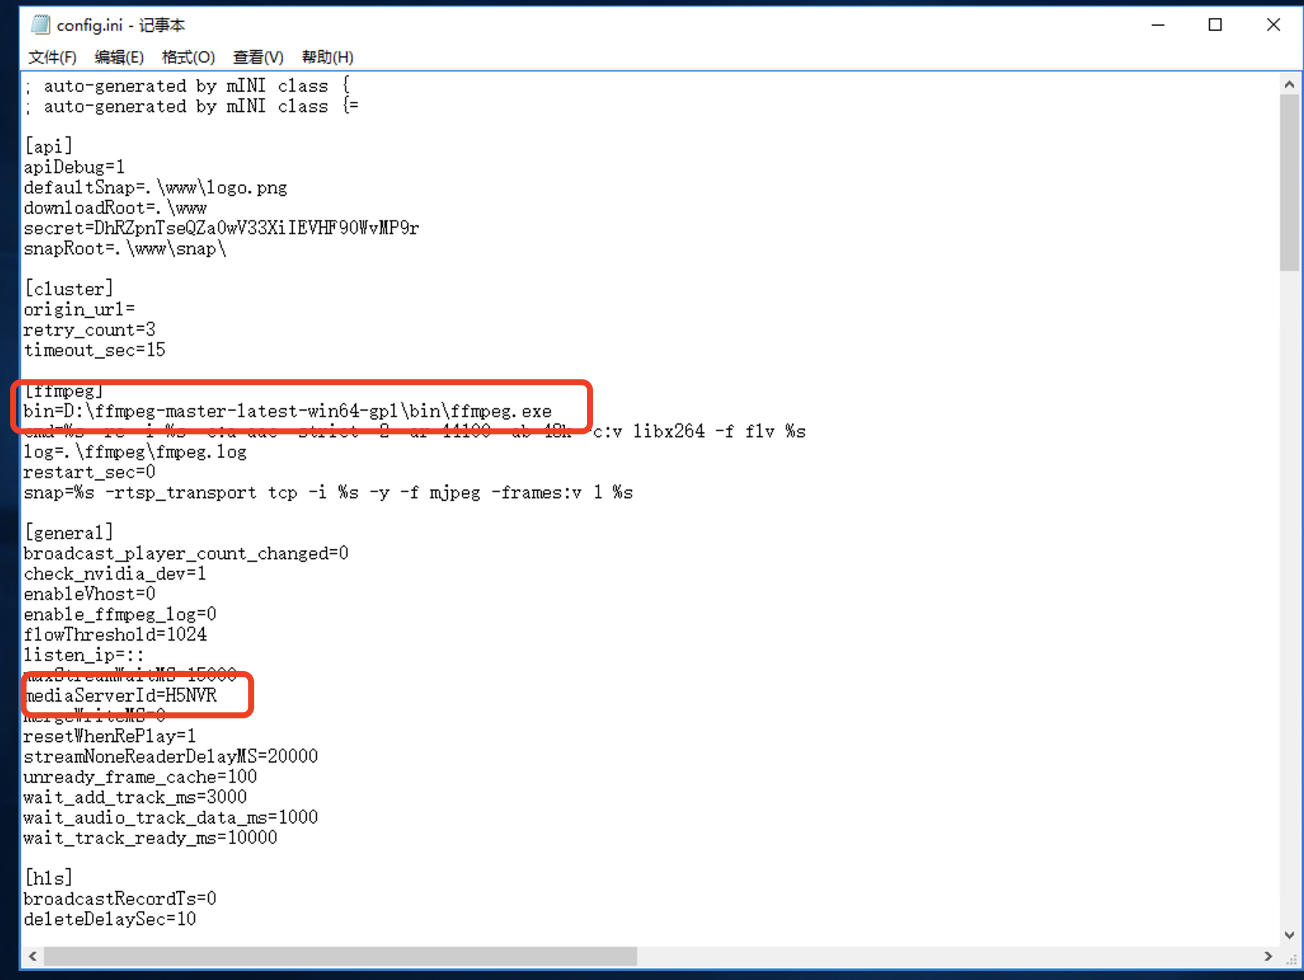 config.ini - 记事本
文件(F) 编辑(E) 格式(O) 查看(V) 帮助(H)
; auto-generated by mINI class {
; auto-generated by mINI class {=
[api]
apiDebug=1
defaultSnap=.\www\logo.png
downloadRoot=.\www
secret=DhRZpnTseQZa0wV33XiIEVHF90WvMP9r
snapRoot=.\www\snap\
[cluster]
origin_url=
retry_count=3
timeout_sec=15
[ffmpeg]
bin=D:\ffmpeg-master-latest-win64-gpl\bin\ffmpeg.exe
cmd=%s -re -i %s -c:a aac -strict -2 -ar 44100 -ab 48k -c:v libx264 -f flv %s
log=.\ffmpeg\fmpeg.log
restart_sec=0
snap=%s -rtsp_transport tcp -i %s -y -f mjpeg -frames:v 1 %s
[general]
broadcast_player_count_changed=0
check_nvidia_dev=1
enableVhost=0
enable_ffmpeg_log=0
flowThreshold=1024
listen_ip=::
maxStreamWaitMS=15000
mediaServerId=H5NVR
mergeWriteMS=0
resetWhenRePlay=1
streamNoneReaderDelayMS=20000
unready_frame_cache=100
wait_add_track_ms=3000
wait_audio_track_data_ms=1000
wait_track_ready_ms=10000
[hls]
broadcastRecordTs=0
deleteDelaySec=10